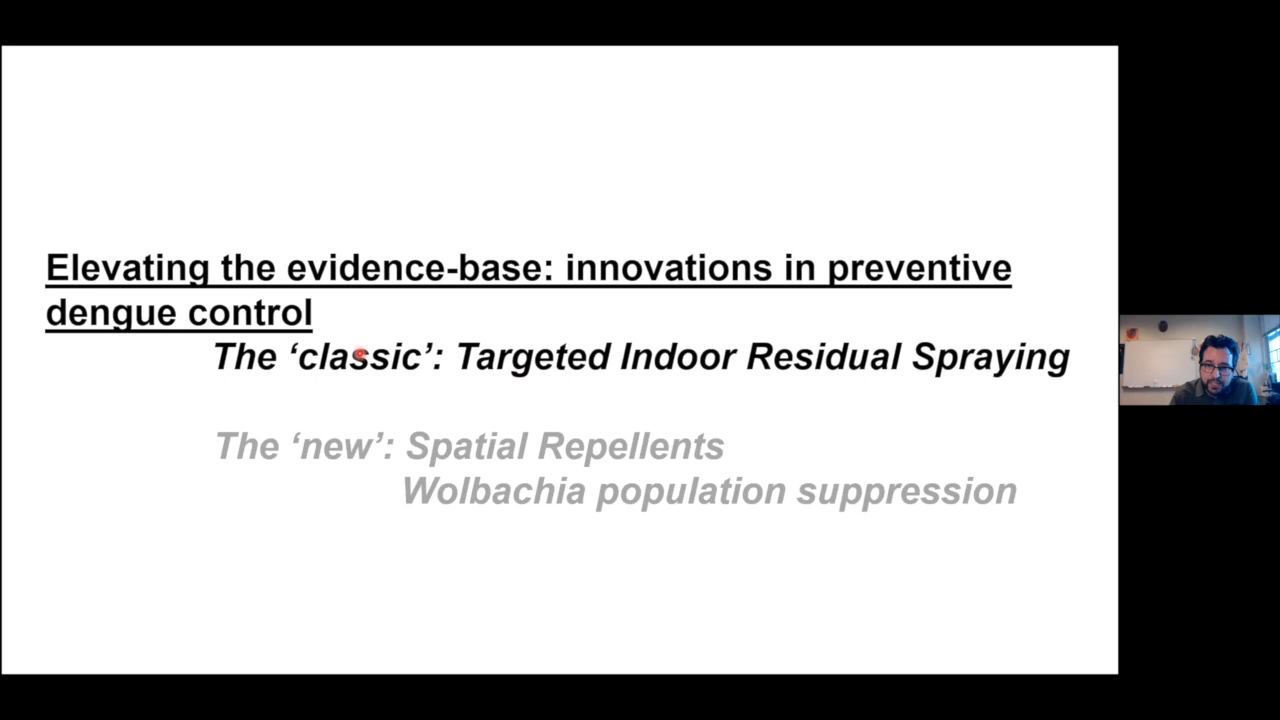 Elevating the evidence-base: innovations in preventive
dengue control
The ‘classic’: Targeted Indoor Residual Spraying
The ‘new’: Spatial Repellents
Wolbachia population suppression